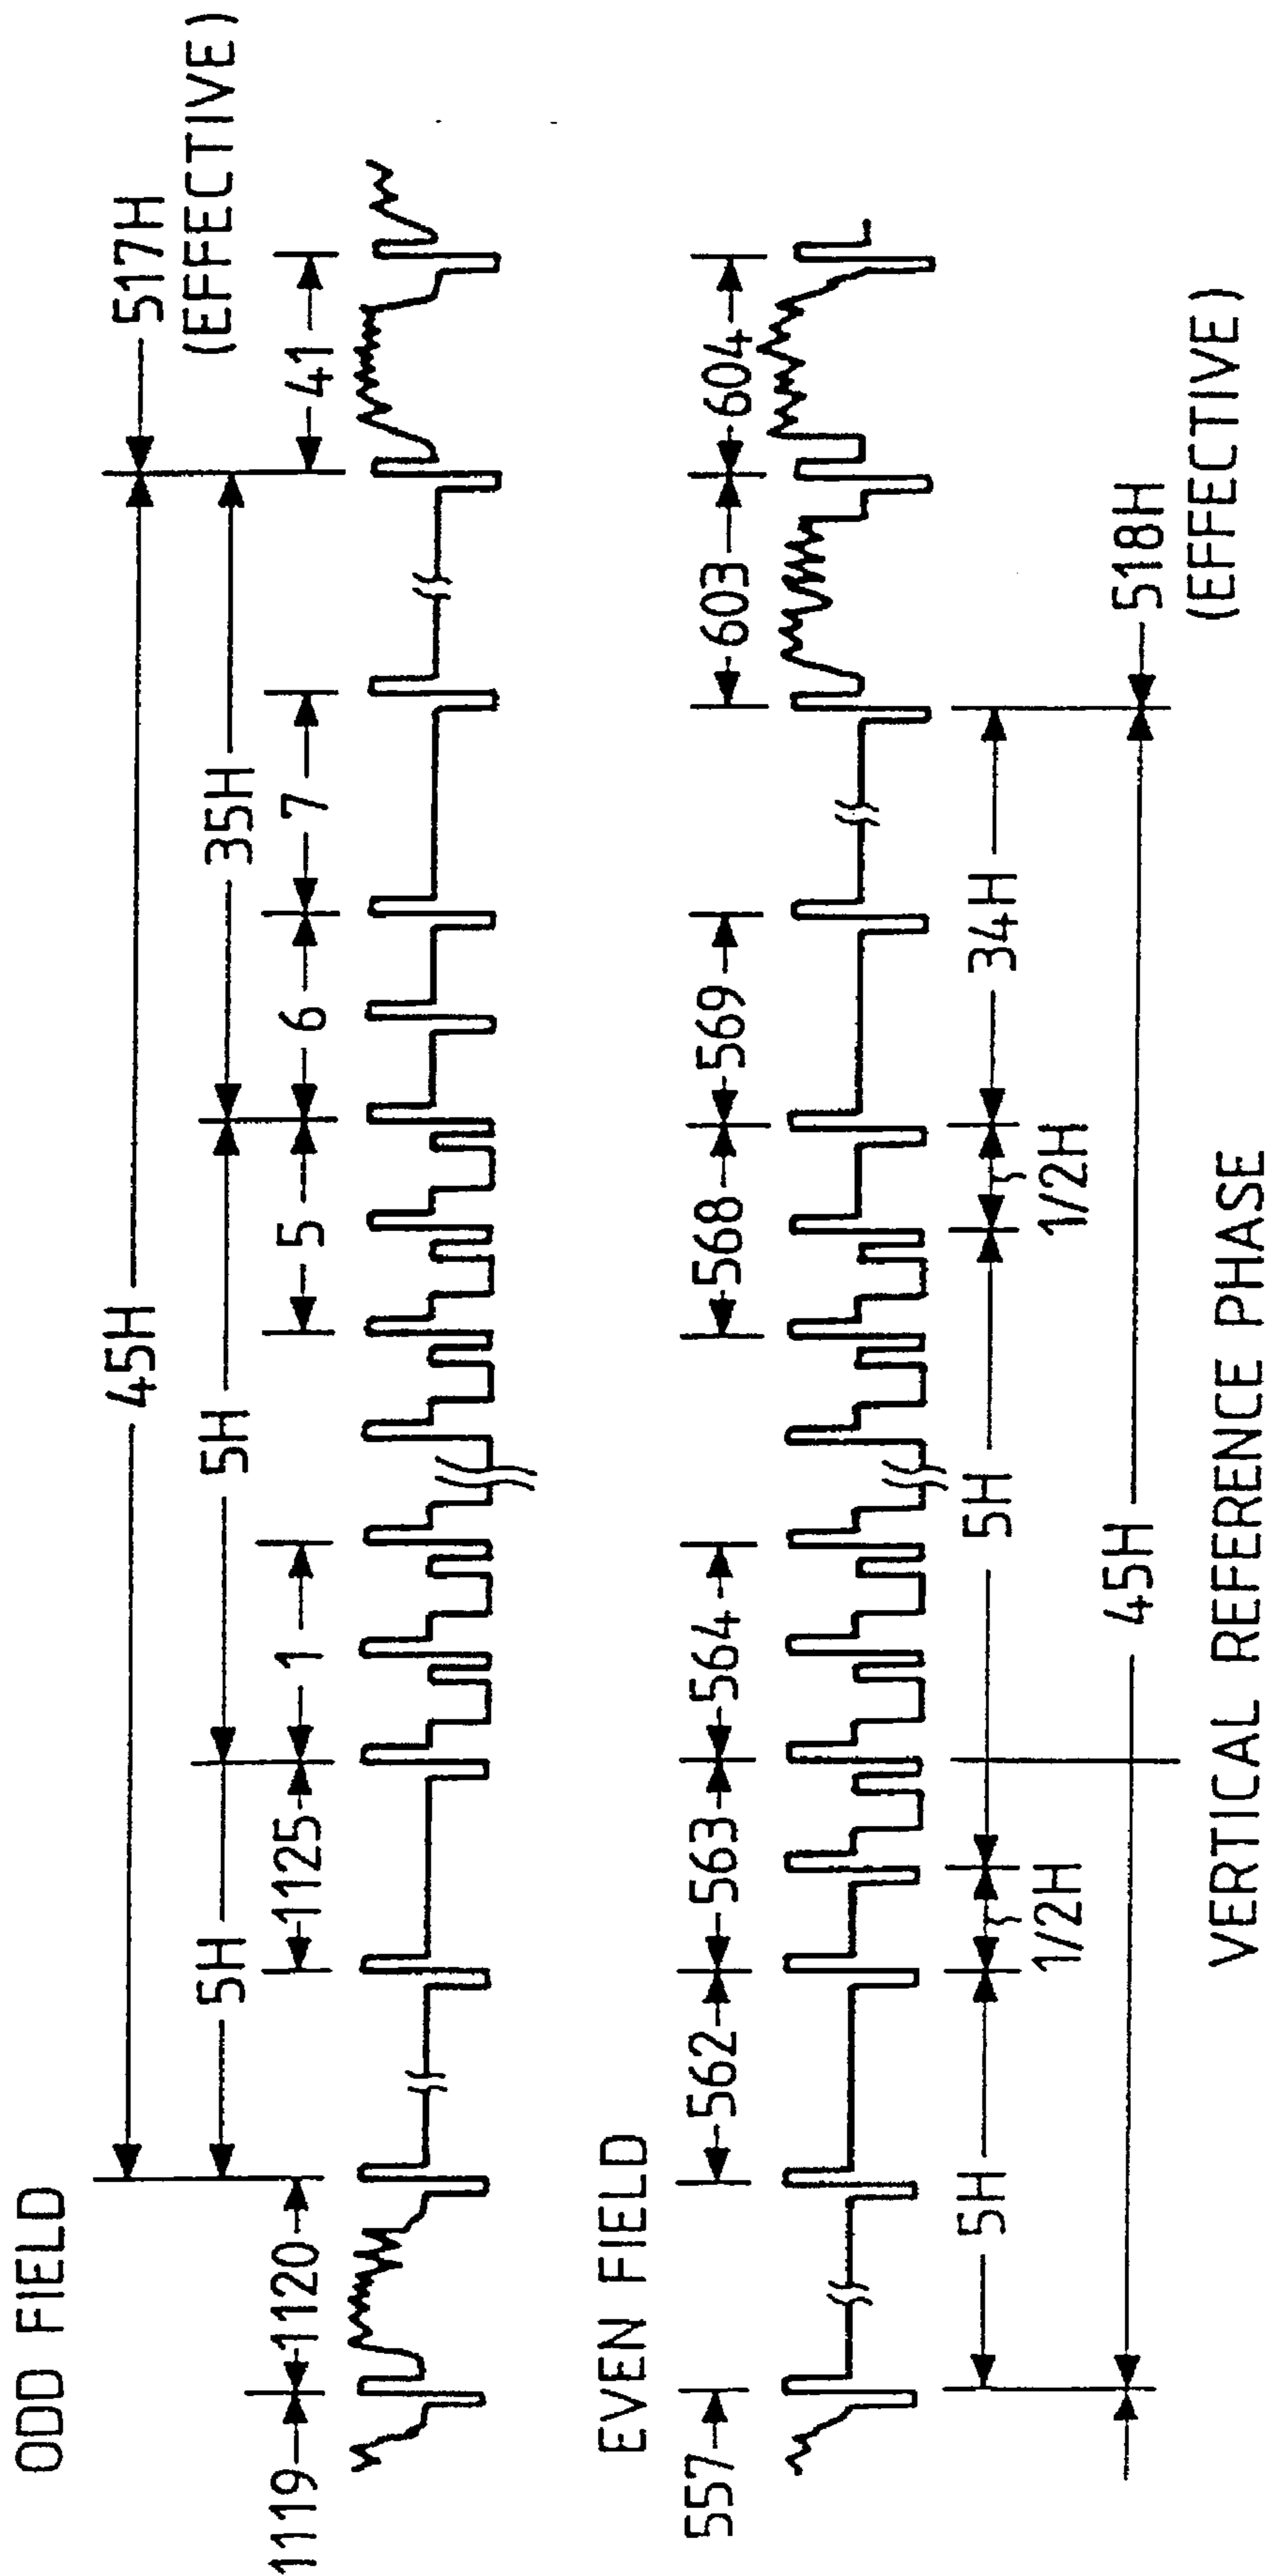 ODD FIELD
45H
517H
(EFFECTIVE)
5H
5H
35H
1119
1120
1125
1
5
6
7
41
EVEN FIELD
557
562
563
564
568
569
603
604
5H
1/2H
5H
1/2H
34H
45H
518H
(EFFECTIVE)
VERTICAL REFERENCE PHASE